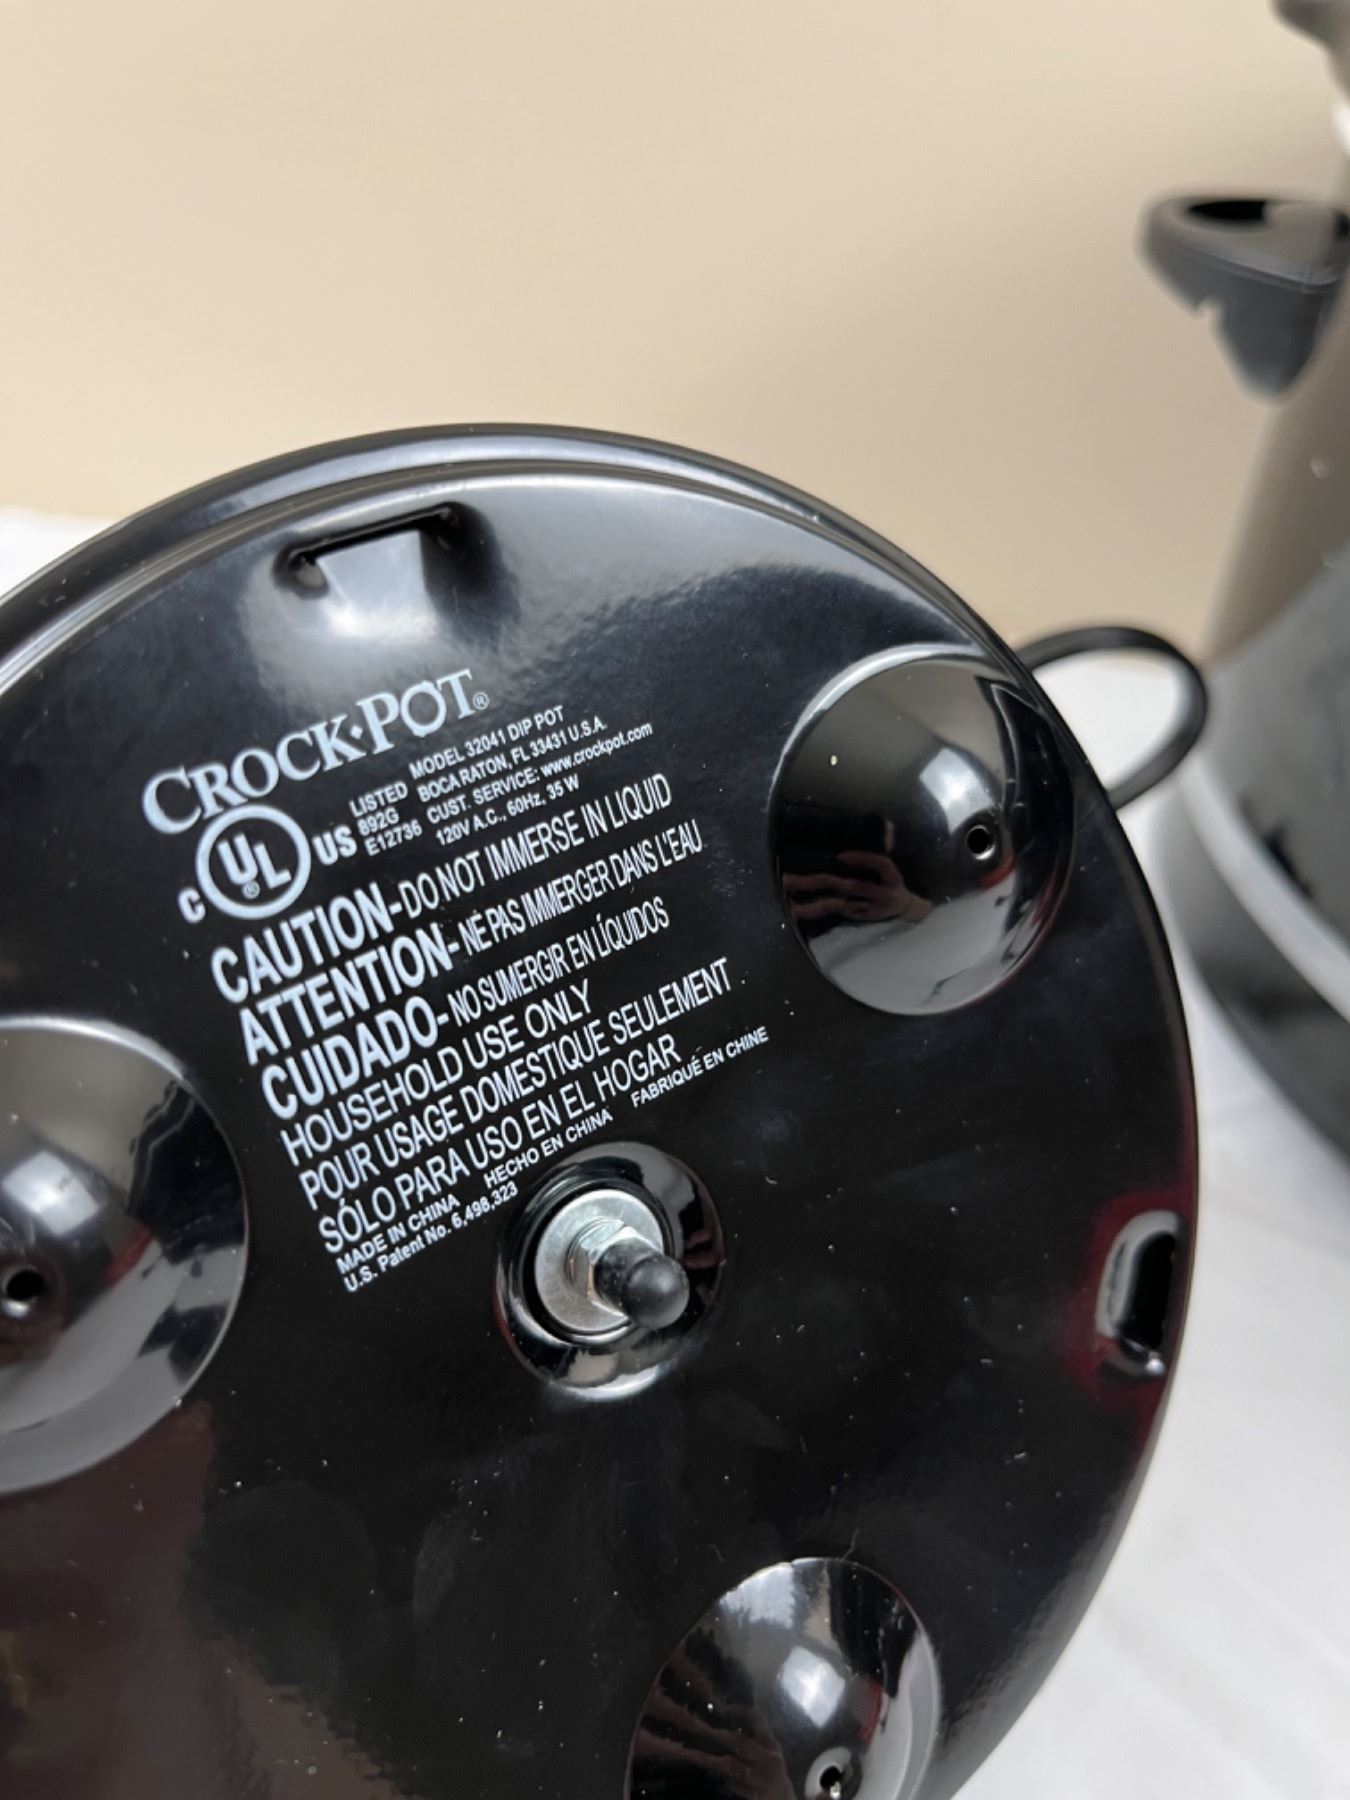 CROCK•POT®
C UL® US
LISTED
892G
E12736
MODEL 32041 DIP POT
BOCA RATON, FL 33431 U.S.A.
CUST. SERVICE: www.crockpot.com
120V A.C., 60Hz, 35 W
CAUTION-DO NOT IMMERSE IN LIQUID
ATTENTION-NE PAS IMMERGER DANS L'EAU
CUIDADO-NO SUMERGIR EN LÍQUIDOS
HOUSEHOLD USE ONLY
POUR USAGE DOMESTIQUE SEULEMENT
SÓLO PARA USO EN EL HOGAR
MADE IN CHINA HECHO EN CHINA FABRIQUÉ EN CHINE
U.S. Patent No. 6,498,323